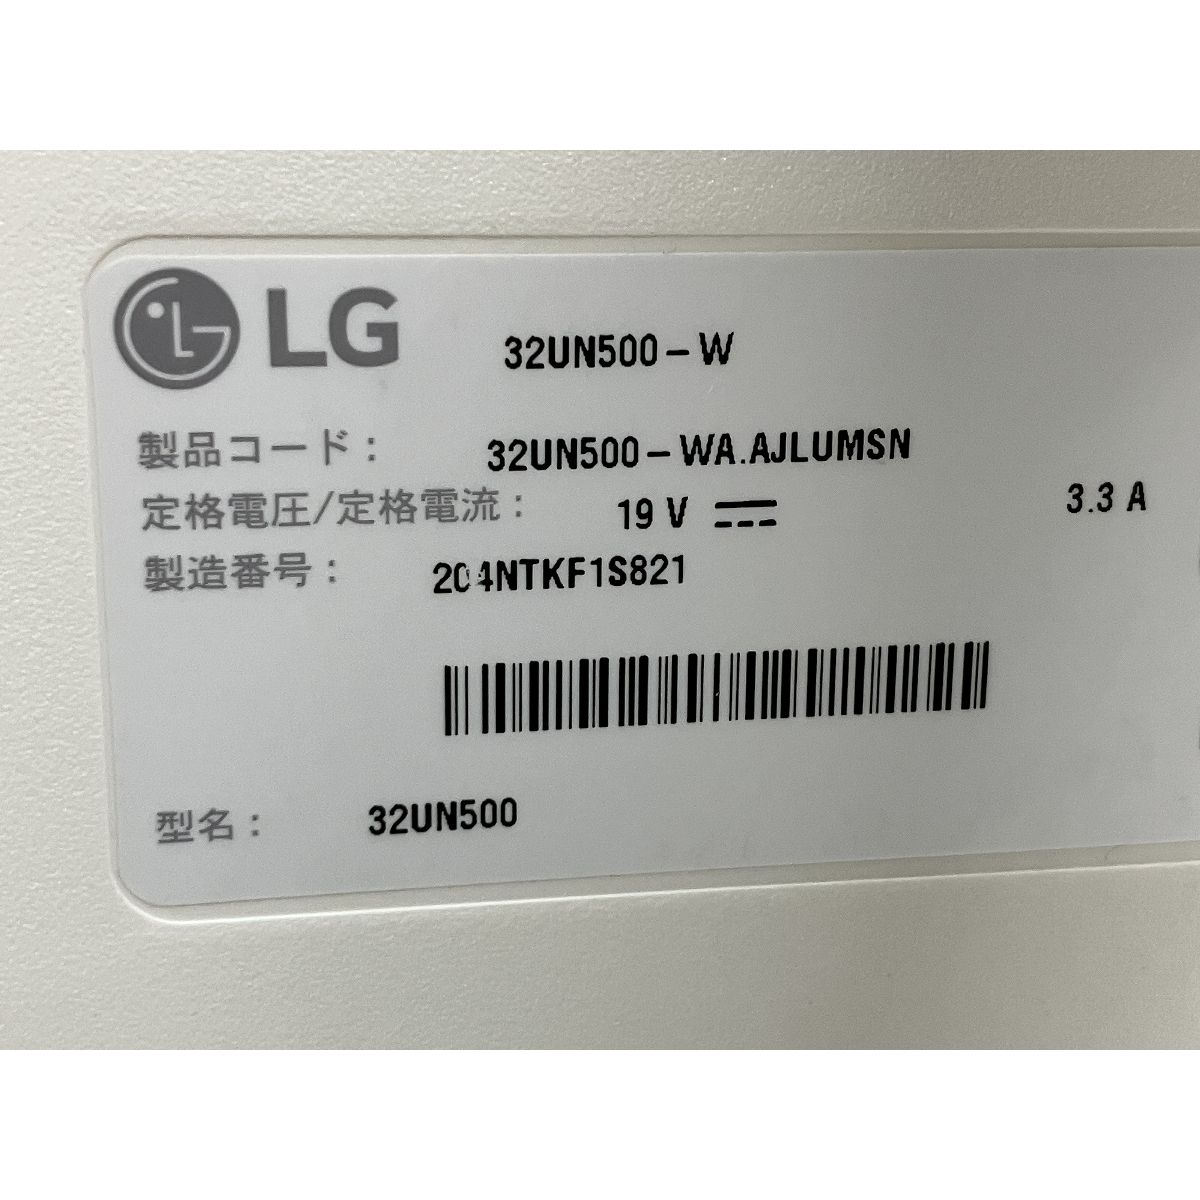 LG 32UN500-W
製品コード： 32UN500-WA.AJLUMSN
定格電圧/定格電流： 19 V ⎓ 3.3 A
製造番号： 204NTKF1S821
型名： 32UN500